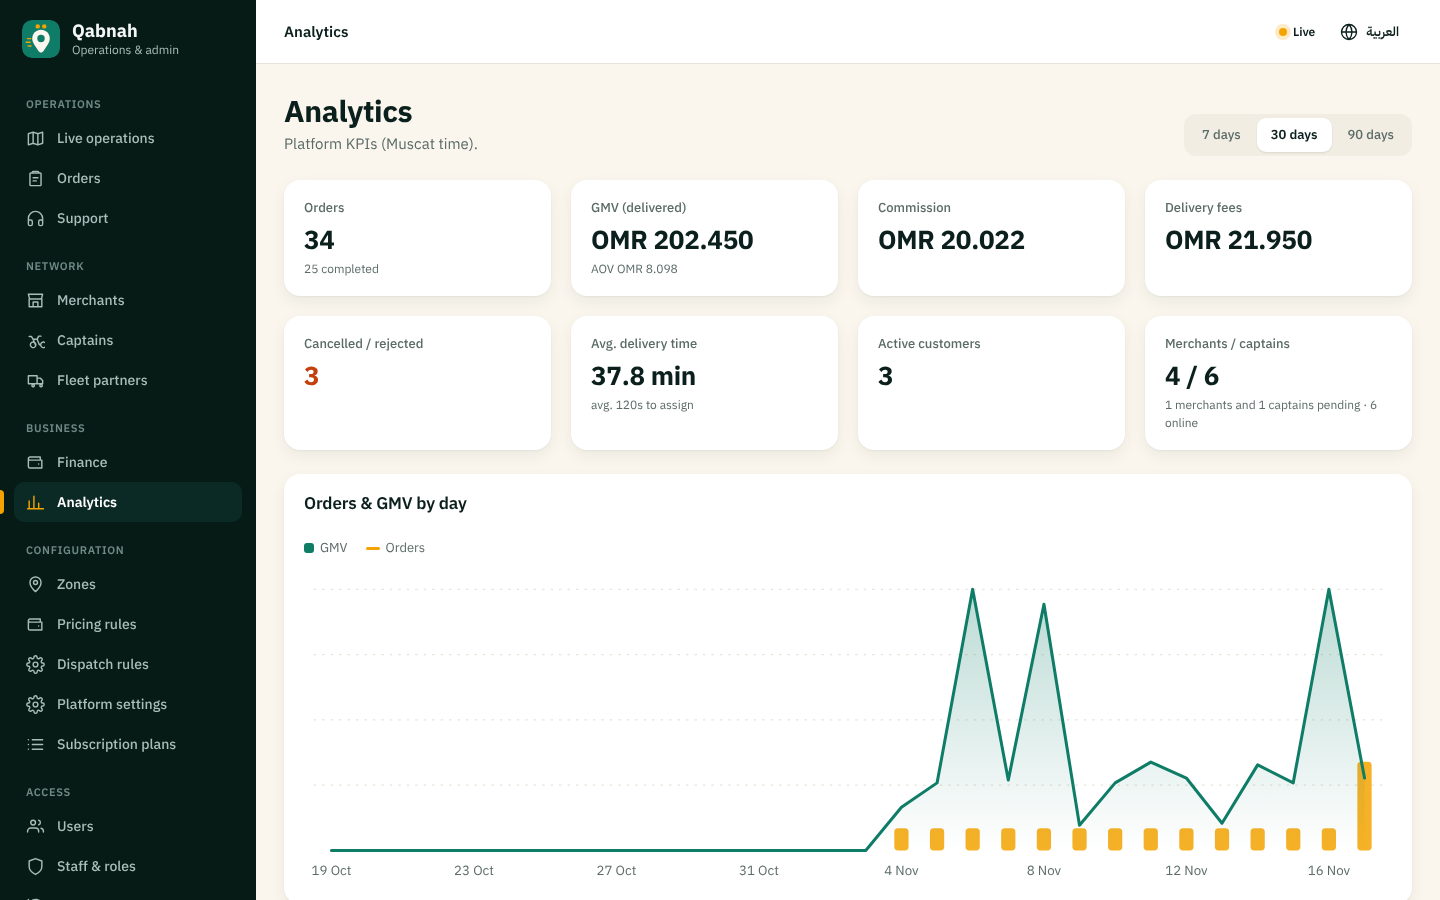 Qabnah
Operations & admin
OPERATIONS
Live operations
Orders
Support
NETWORK
Merchants
Captains
Fleet partners
BUSINESS
Finance
Analytics
CONFIGURATION
Zones
Pricing rules
Dispatch rules
Platform settings
Subscription plans
ACCESS
Users
Staff & roles
Analytics
Live
العربية
Analytics
Platform KPIs (Muscat time).
7 days
30 days
90 days
Orders
34
25 completed
GMV (delivered)
OMR 202.450
AOV OMR 8.098
Commission
OMR 20.022
Delivery fees
OMR 21.950
Cancelled / rejected
3
Avg. delivery time
37.8 min
avg. 120s to assign
Active customers
3
Merchants / captains
4 / 6
1 merchants and 1 captains pending · 6
online
Orders & GMV by day
GMV
Orders
19 Oct
23 Oct
27 Oct
31 Oct
4 Nov
8 Nov
12 Nov
16 Nov